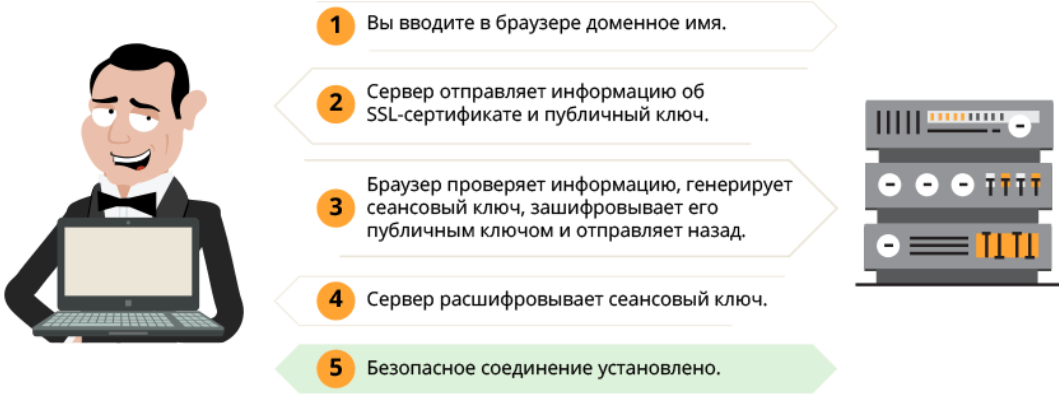 1 Вы вводите в браузере доменное имя.
2 Сервер отправляет информацию об
SSL-сертификате и публичный ключ.
3 Браузер проверяет информацию, генерирует
сеансовый ключ, зашифровывает его
публичным ключом и отправляет назад.
4 Сервер расшифровывает сеансовый ключ.
5 Безопасное соединение установлено.